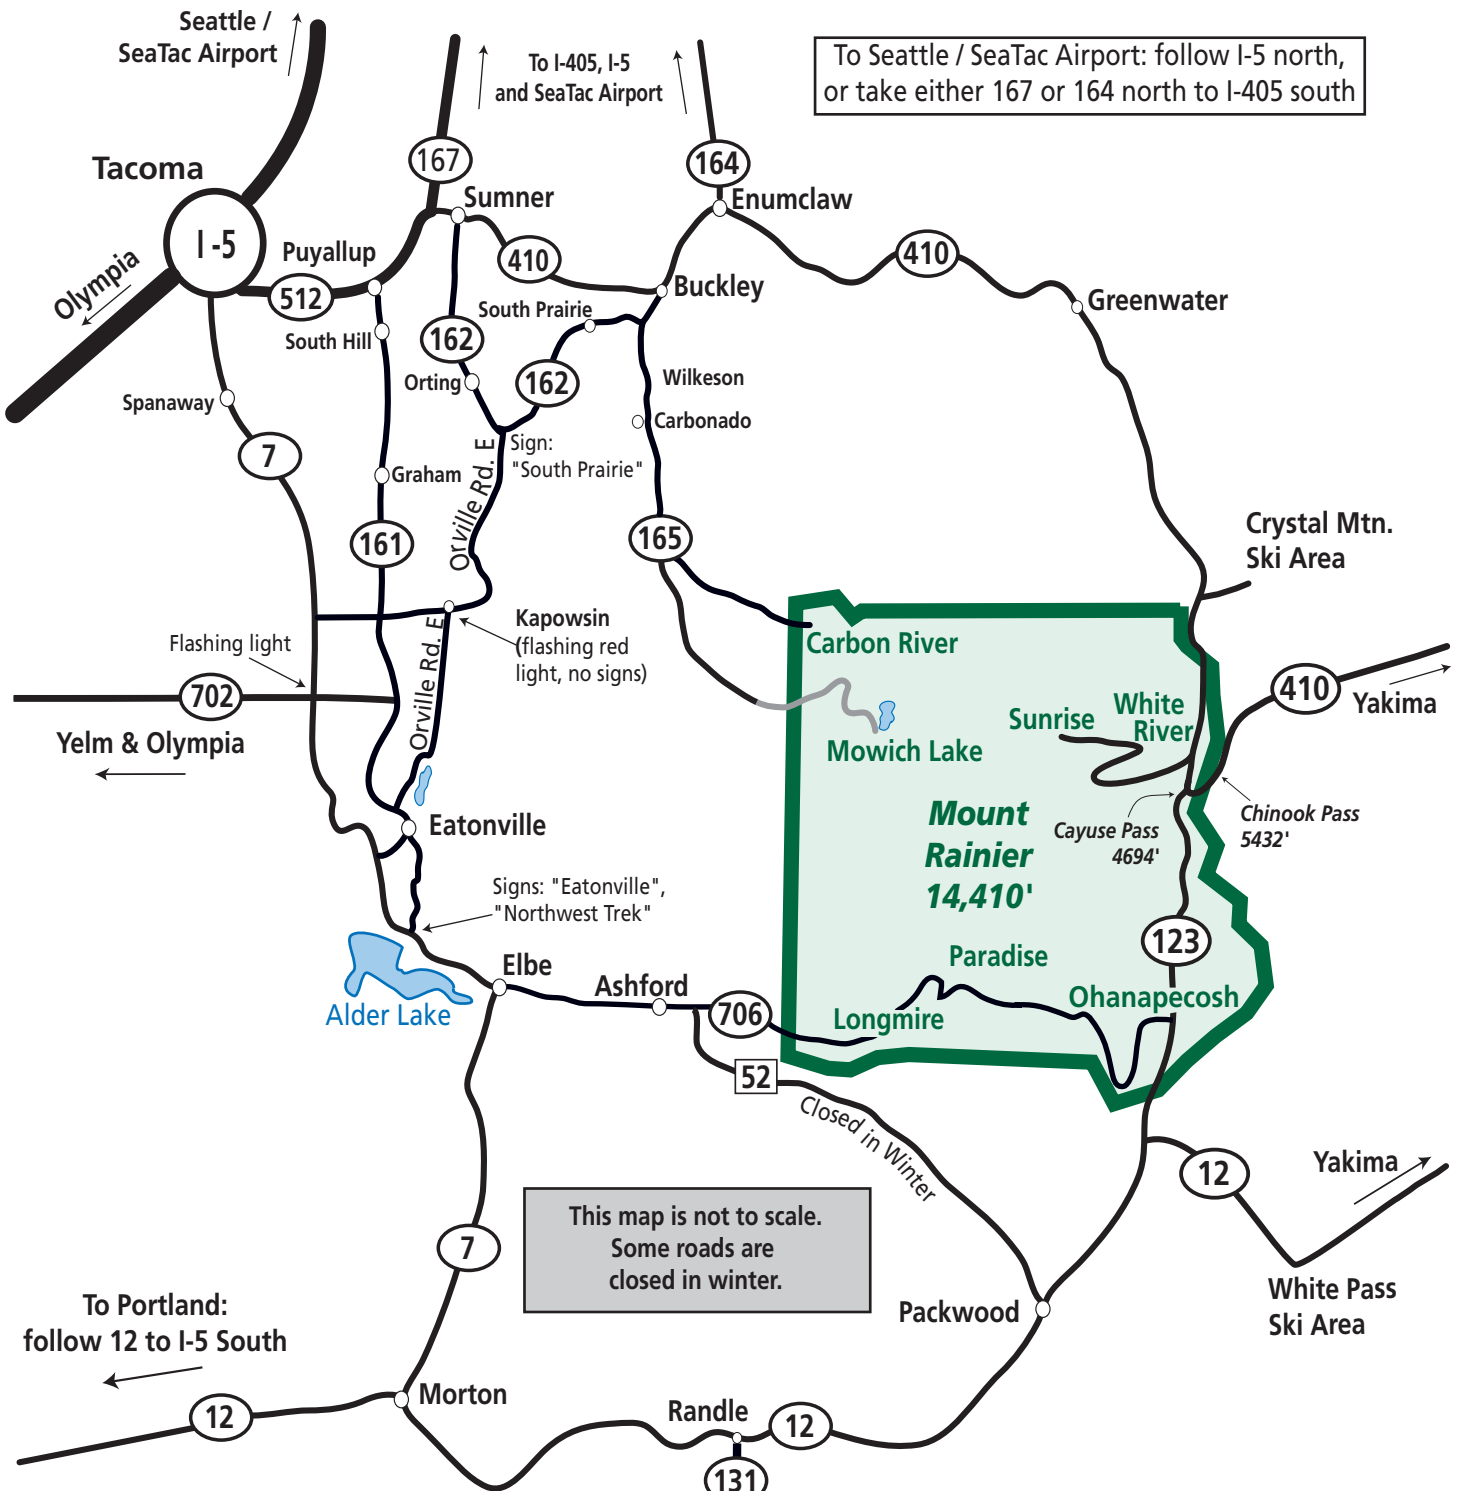 Seattle /
SeaTac Airport
To I-405, I-5
and SeaTac Airport
To Seattle / SeaTac Airport: follow I-5 north,
or take either 167 or 164 north to I-405 south
Tacoma
167
164
Sumner
Enumclaw
I -5
Puyallup
410
410
Olympia
512
Buckley
Greenwater
South Prairie
South Hill
162
Orting
162
Wilkeson
Spanaway
Carbonado
7
Sign:
"South Prairie"
Orville Rd. E
Graham
161
165
Crystal Mtn.
Ski Area
Kapowsin
(flashing red
light, no signs)
Flashing light
Orville Rd. E
Carbon River
702
410
Yakima
Yelm & Olympia
Sunrise
White
River
Mowich Lake
Mount
Rainier
14,410'
Cayuse Pass
4694'
Chinook Pass
5432'
Eatonville
Signs: "Eatonville",
"Northwest Trek"
123
Paradise
Elbe
Ashford
706
Longmire
Ohanapecosh
Alder Lake
52
Closed in Winter
12
Yakima
This map is not to scale.
Some roads are
closed in winter.
7
White Pass
Ski Area
To Portland:
follow 12 to I-5 South
Packwood
Morton
12
Randle
12
131